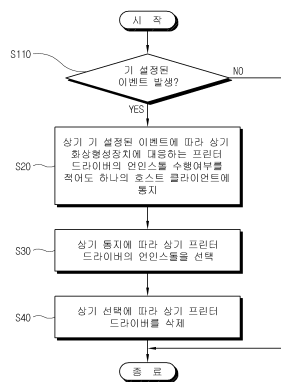 시 작
S110
기 설정된
이벤트 발생?
NO
YES
S20
상기 기 설정된 이벤트에 따라 상기
화상형성장치에 대응하는 프린터
드라이버의 언인스톨 수행여부를
적어도 하나의 호스트 클라이언트에
통지
S30
상기 통지에 따라 상기 프린터
드라이버의 언인스톨을 선택
S40
상기 선택에 따라 상기 프린터
드라이버를 삭제
종 료